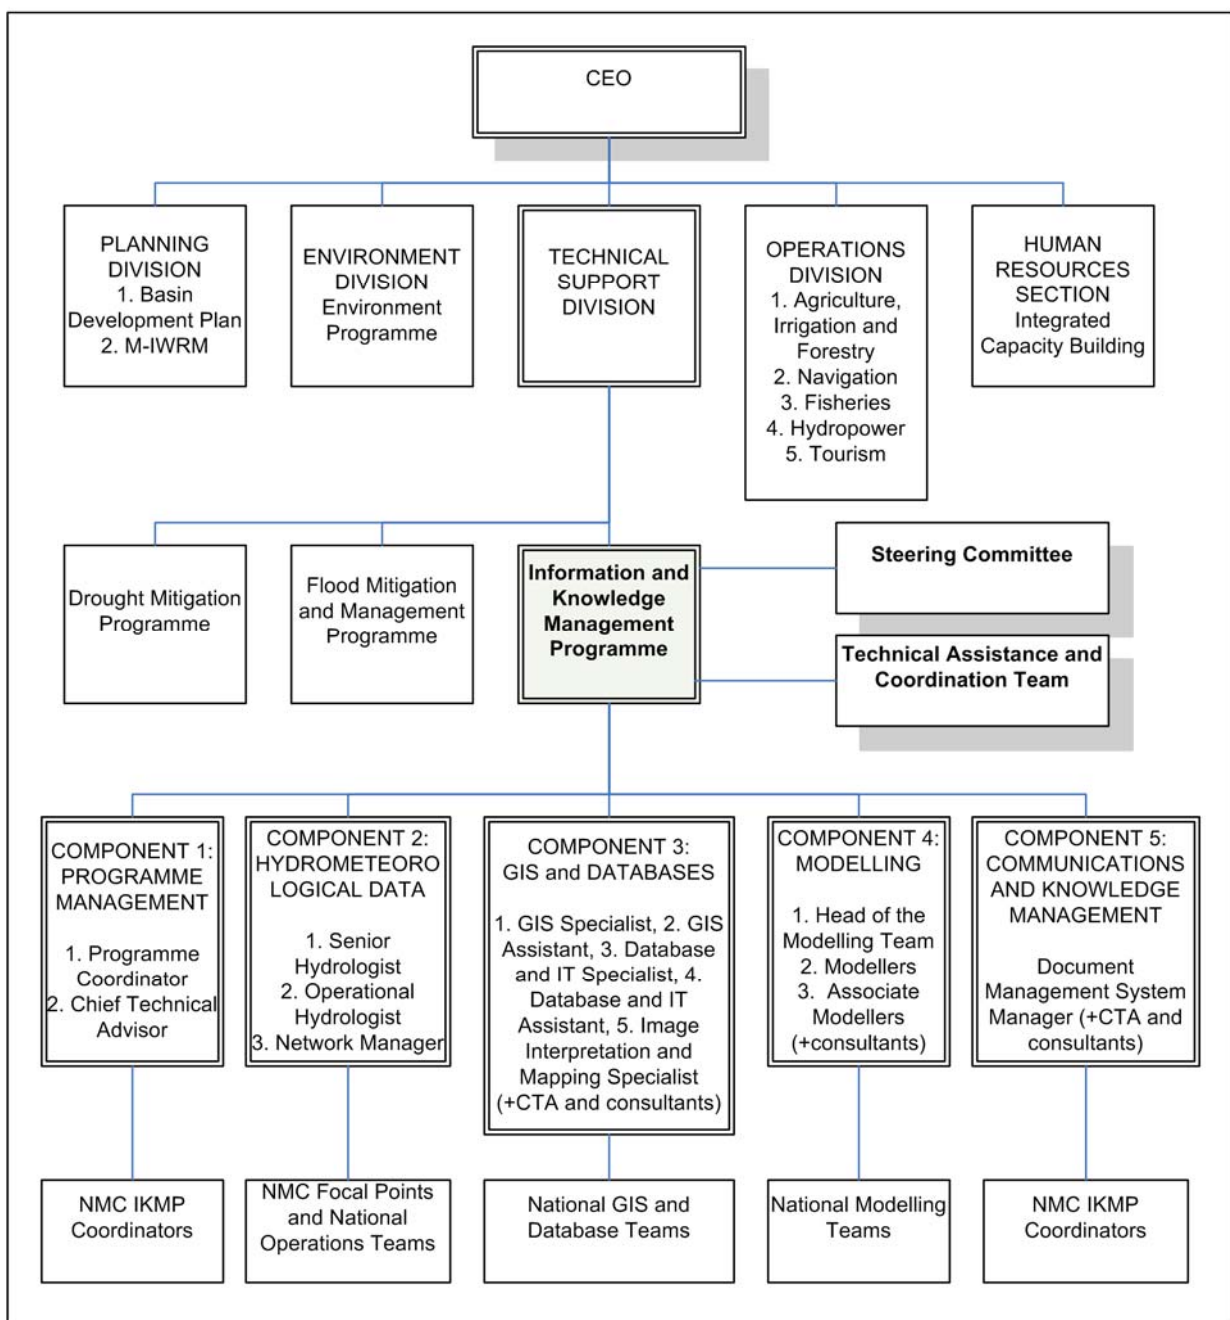 CEO
PLANNING
DIVISION
1. Basin
Development Plan
2. M-IWRM
ENVIRONMENT
DIVISION
Environment
Programme
TECHNICAL
SUPPORT
DIVISION
OPERATIONS
DIVISION
1. Agriculture,
Irrigation and
Forestry
2. Navigation
3. Fisheries
4. Hydropower
5. Tourism
HUMAN
RESOURCES
SECTION
Integrated
Capacity Building
Drought Mitigation
Programme
Flood Mitigation
and Management
Programme
Information and
Knowledge
Management
Programme
Steering Committee
Technical Assistance and
Coordination Team
COMPONENT 1:
PROGRAMME
MANAGEMENT
1. Programme
Coordinator
2. Chief Technical
Advisor
COMPONENT 2:
HYDROMETEORO
LOGICAL DATA
1. Senior
Hydrologist
2. Operational
Hydrologist
3. Network Manager
COMPONENT 3:
GIS and DATABASES
1. GIS Specialist, 2. GIS
Assistant, 3. Database
and IT Specialist, 4.
Database and IT
Assistant, 5. Image
Interpretation and
Mapping Specialist
(+CTA and consultants)
COMPONENT 4:
MODELLING
1. Head of the
Modelling Team
2. Modellers
3. Associate
Modellers
(+consultants)
COMPONENT 5:
COMMUNICATIONS
AND KNOWLEDGE
MANAGEMENT
Document
Management System
Manager (+CTA and
consultants)
NMC IKMP
Coordinators
NMC Focal Points
and National
Operations Teams
National GIS and
Database Teams
National Modelling
Teams
NMC IKMP
Coordinators